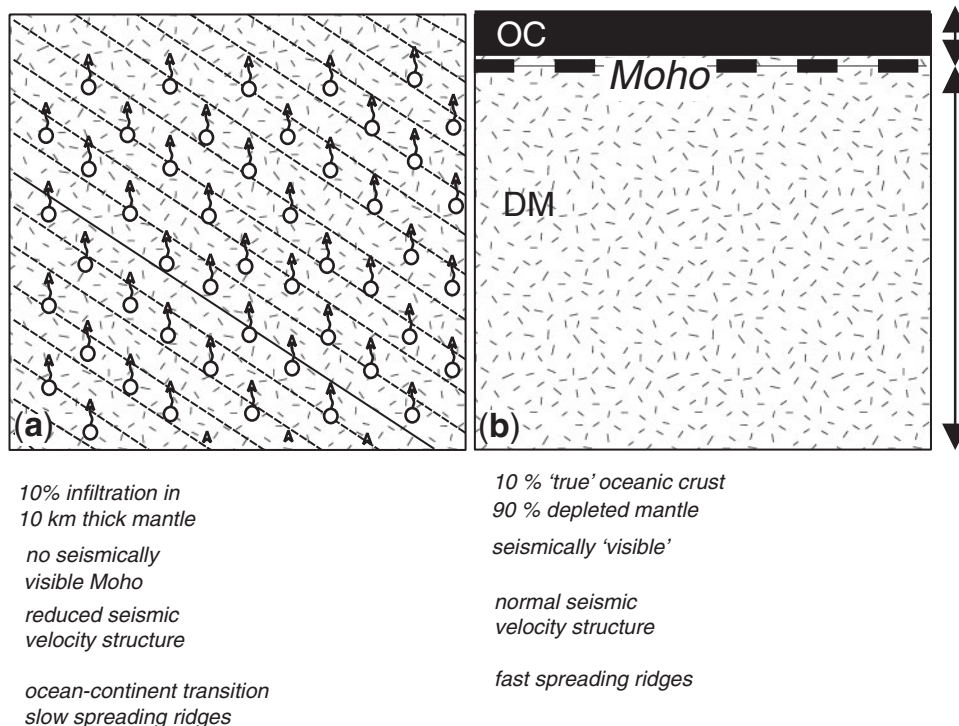 OC
Moho
DM
(a)
(b)
10% infiltration in
10 km thick mantle
no seismically
visible Moho
reduced seismic
velocity structure
ocean-continent transition
slow spreading ridges
10 % 'true' oceanic crust
90 % depleted mantle
seismically 'visible'
normal seismic
velocity structure
fast spreading ridges